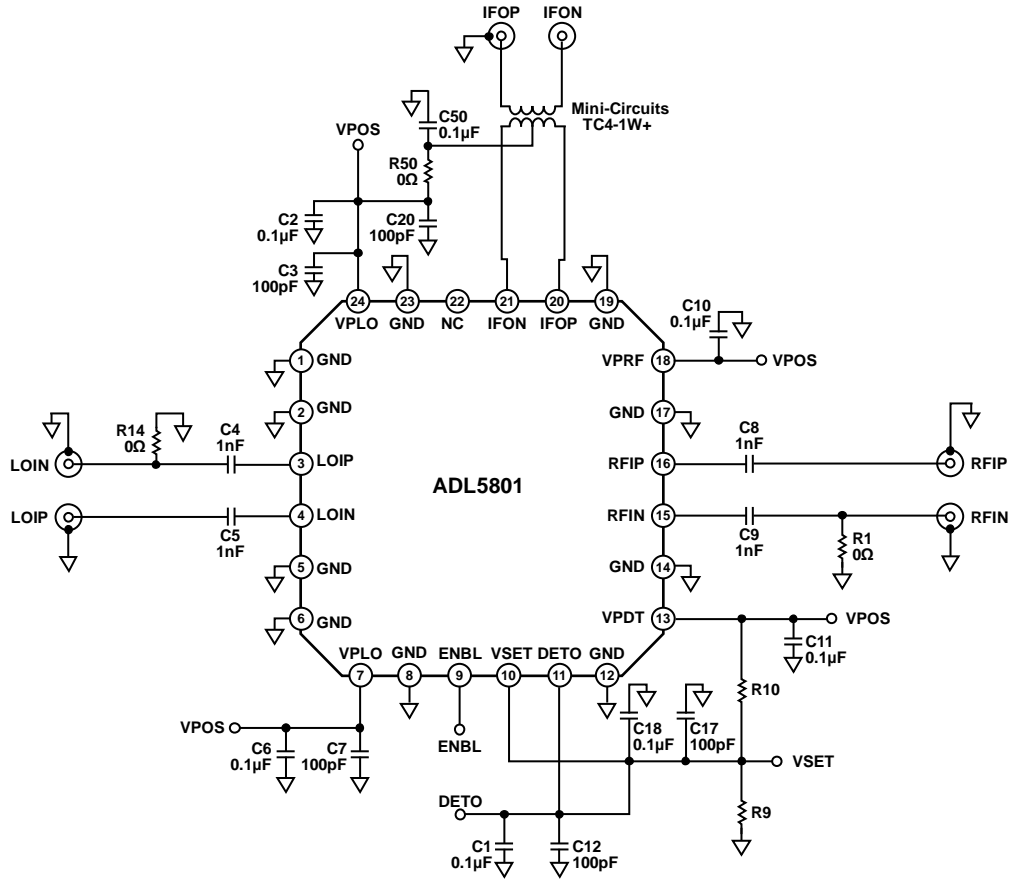 IFOP
IFON
Mini-Circuits
TC4-1W+
C50
0.1µF
VPOS
R50
0Ω
C2
0.1µF
C20
100pF
C3
100pF
24
23
22
21
20
19
VPLO
GND
NC
IFON
IFOP
GND
C10
0.1µF
1
GND
VPRF
18
VPOS
2
GND
GND
17
R14
0Ω
C4
1nF
C8
1nF
LOIN
3
LOIP
RFIP
16
RFIP
ADL5801
LOIP
4
LOIN
RFIN
15
RFIN
C5
1nF
C9
1nF
R1
0Ω
5
GND
GND
14
6
GND
VPDT
13
VPOS
C11
0.1µF
VPLO
GND
ENBL
VSET
DETO
GND
7
8
9
10
11
12
R10
VPOS
C6
0.1µF
C7
100pF
ENBL
C18
0.1µF
C17
100pF
VSET
DETO
R9
C1
0.1µF
C12
100pF